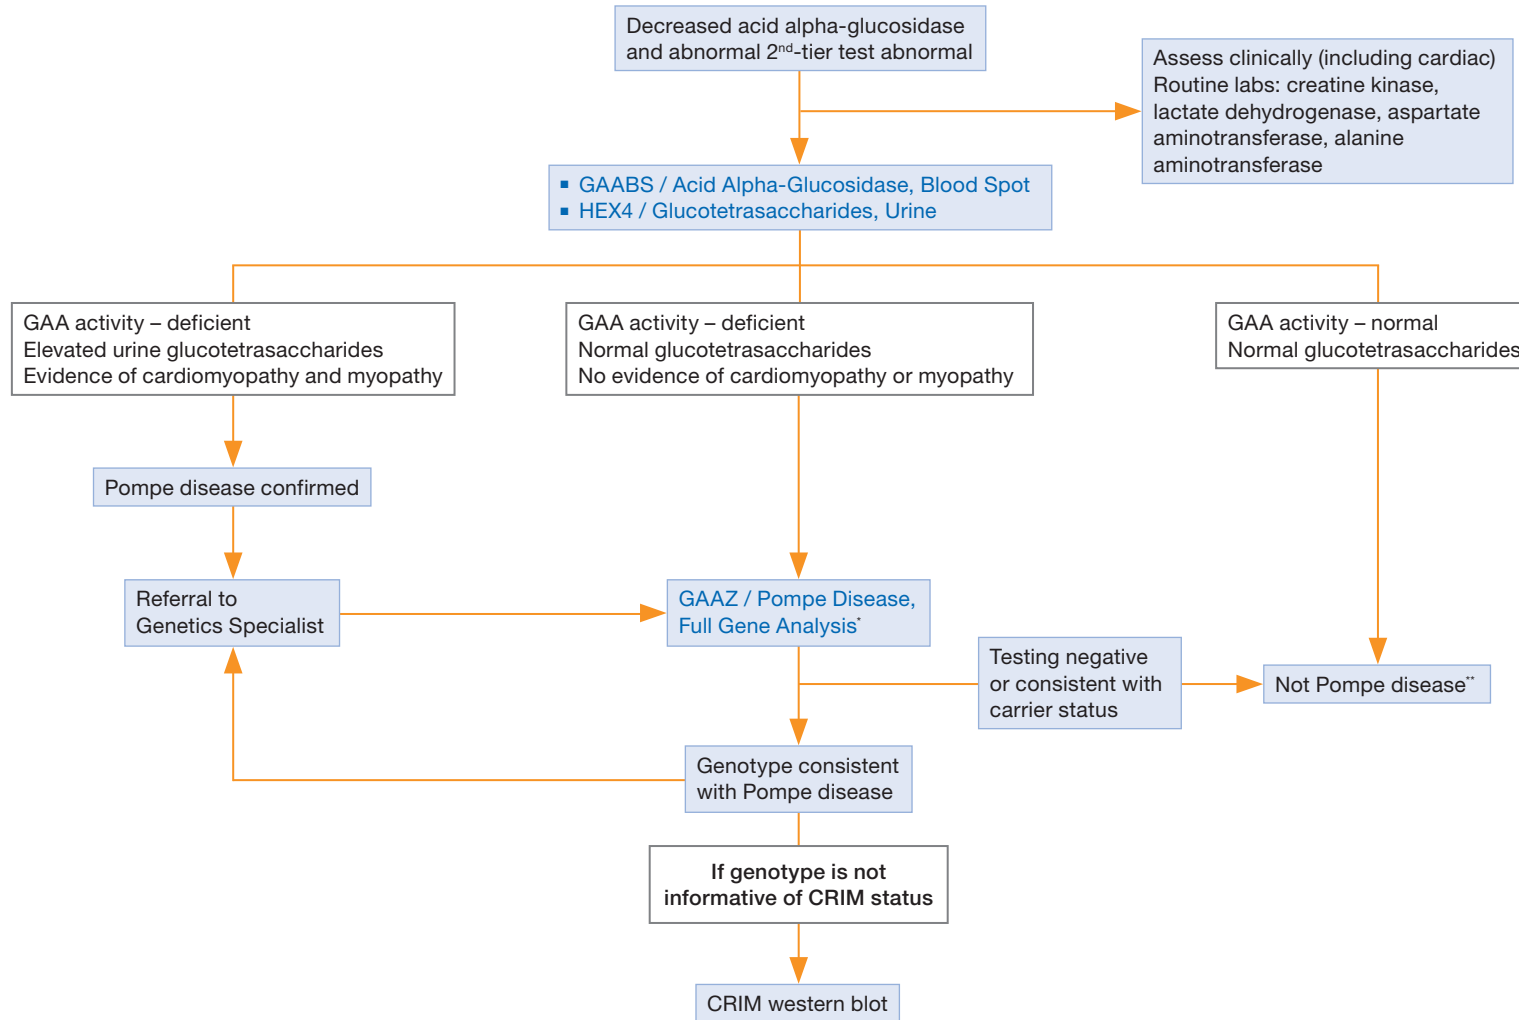 Decreased acid alpha-glucosidase
and abnormal 2nd-tier test abnormal
Assess clinically (including cardiac)
Routine labs: creatine kinase,
lactate dehydrogenase, aspartate
aminotransferase, alanine
aminotransferase
▪ GAABS / Acid Alpha-Glucosidase, Blood Spot
▪ HEX4 / Glucotetrasaccharides, Urine
GAA activity – deficient
Elevated urine glucotetrasaccharides
Evidence of cardiomyopathy and myopathy
GAA activity – deficient
Normal glucotetrasaccharides
No evidence of cardiomyopathy or myopathy
GAA activity – normal
Normal glucotetrasaccharides
Pompe disease confirmed
Referral to
Genetics Specialist
GAAZ / Pompe Disease,
Full Gene Analysis*
Testing negative
or consistent with
carrier status
Not Pompe disease**
Genotype consistent
with Pompe disease
If genotype is not
informative of CRIM status
CRIM western blot